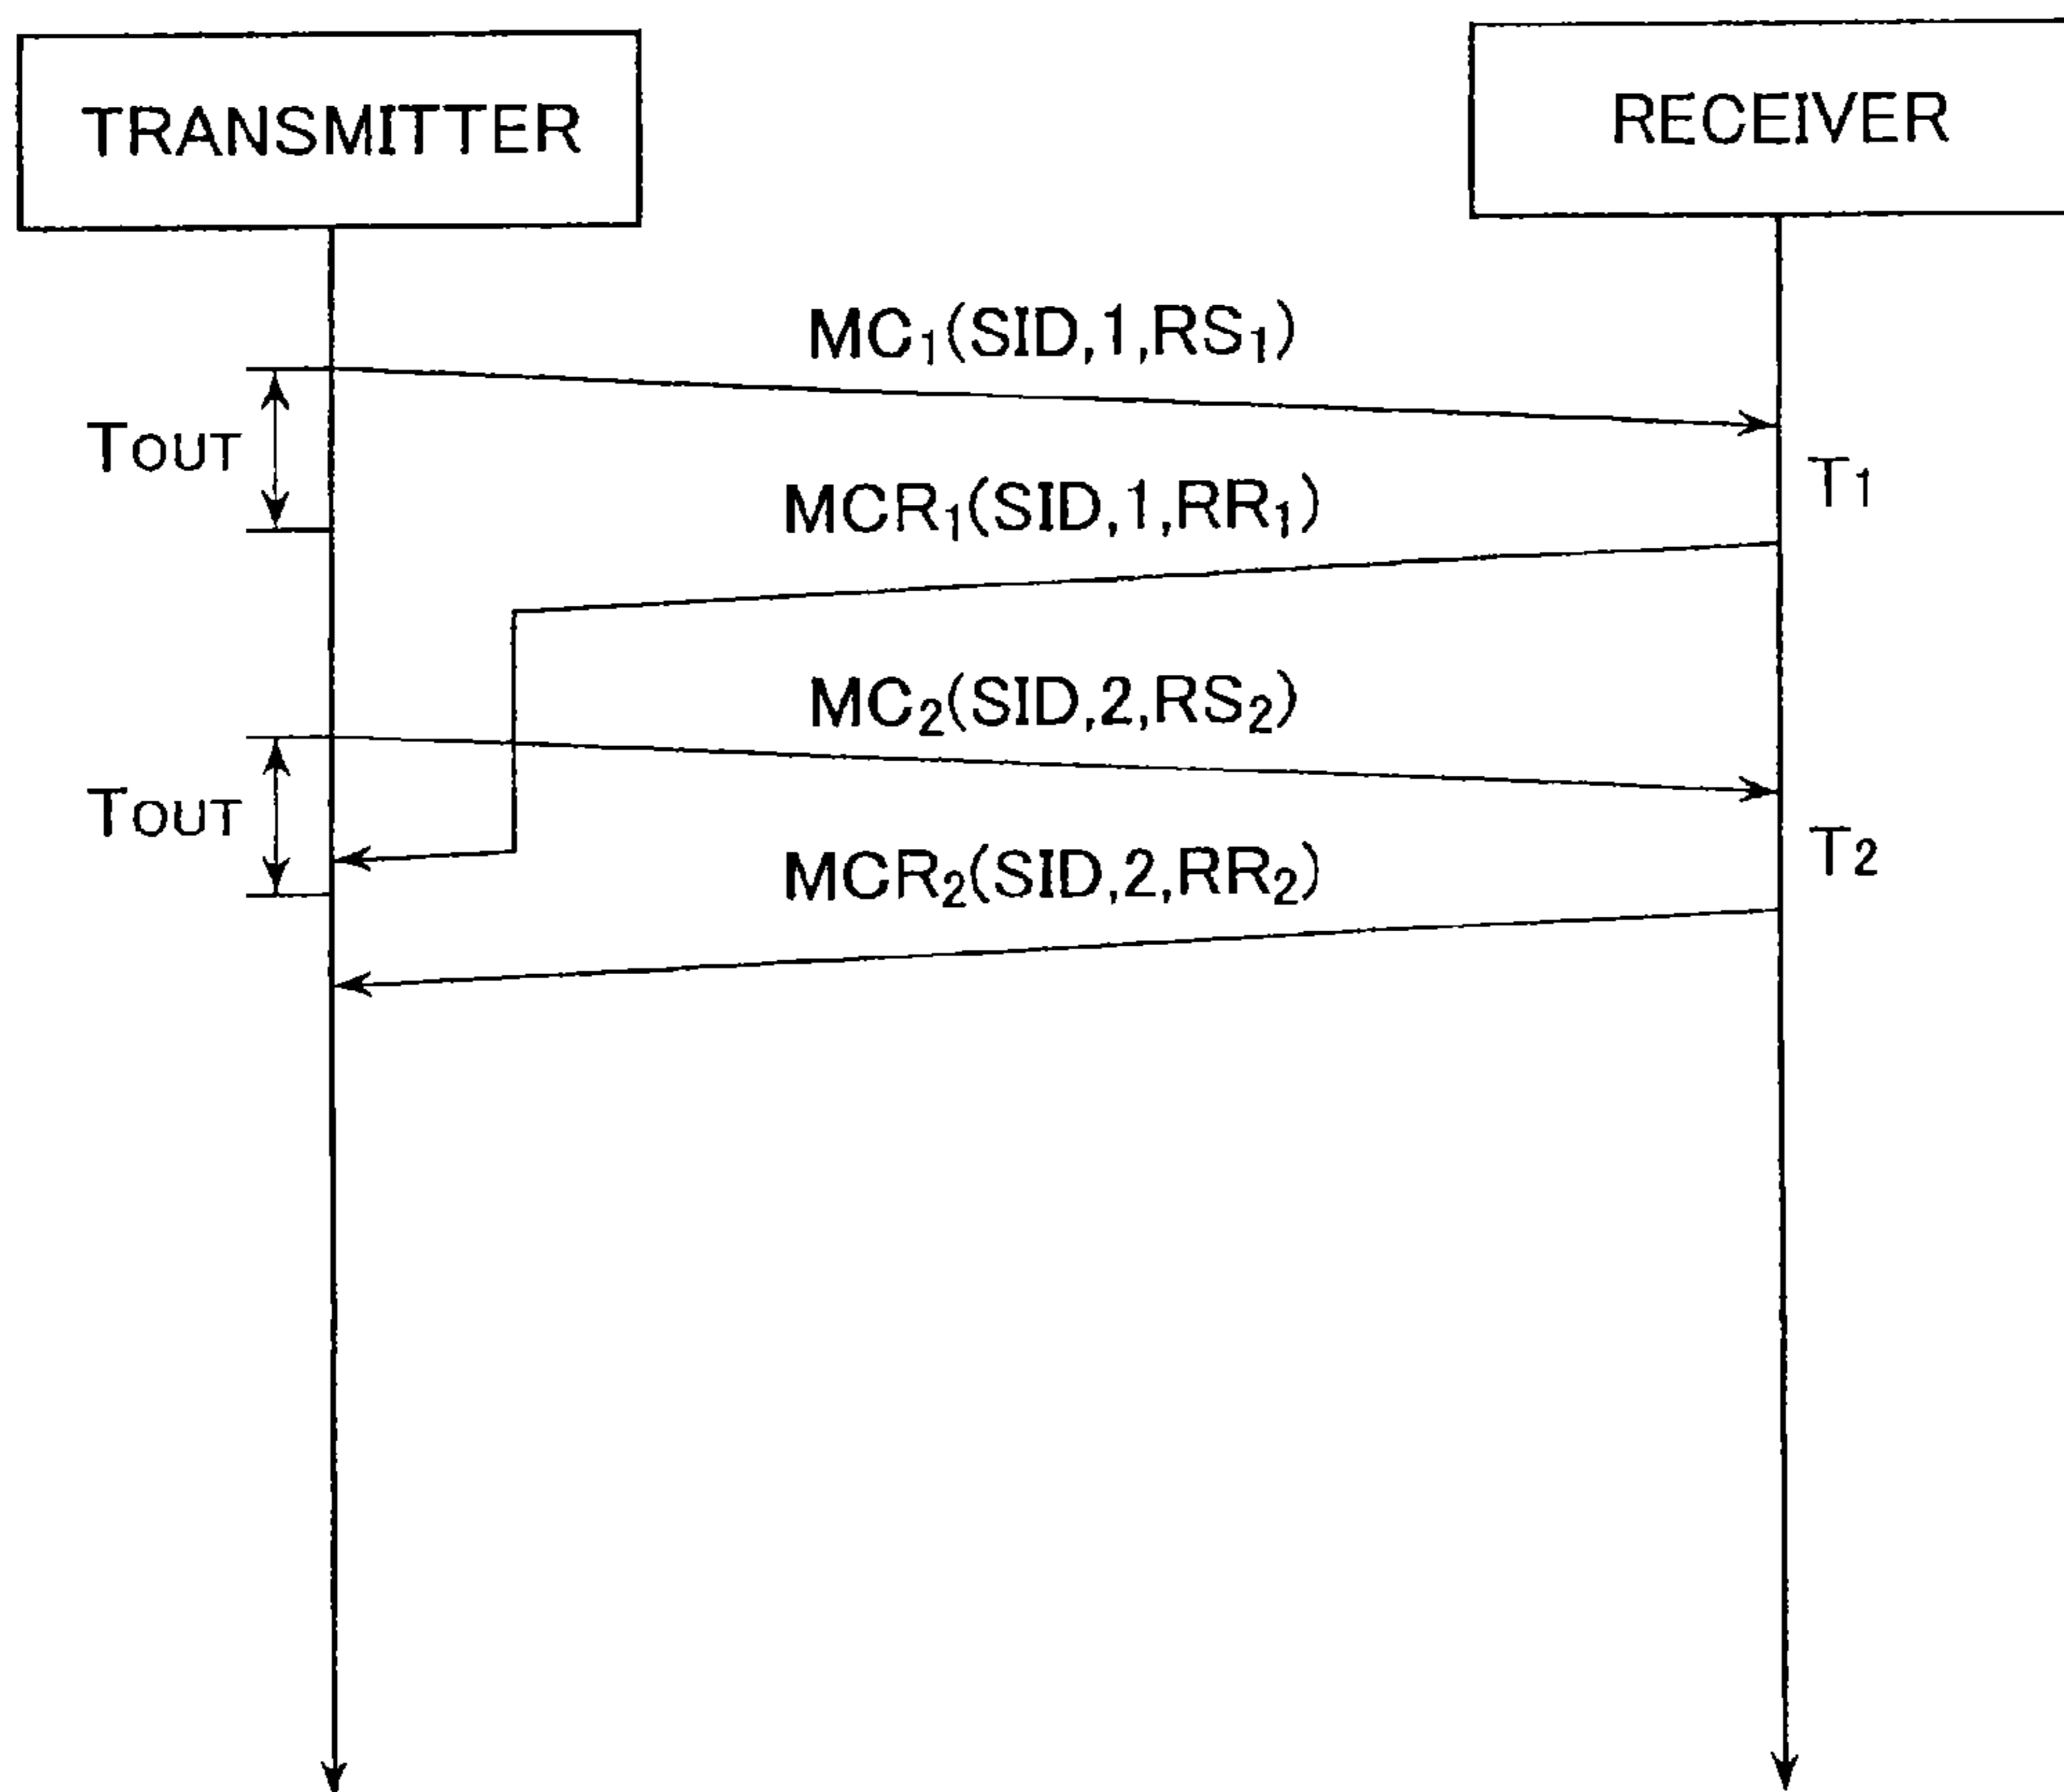 TRANSMITTER
RECEIVER
MC₁(SID,1,RS₁)
TOUT
T₁
MCR₁(SID,1,RR₁)
MC₂(SID,2,RS₂)
TOUT
T₂
MCR₂(SID,2,RR₂)